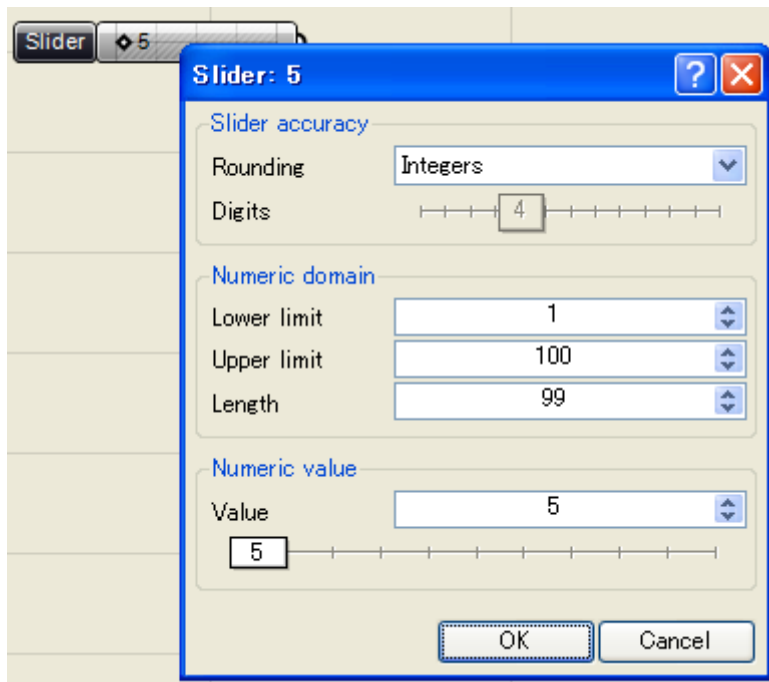 Slider 5
Slider: 5
Slider accuracy
Rounding Integers
Digits 4
Numeric domain
Lower limit 1
Upper limit 100
Length 99
Numeric value
Value 5
5
OK Cancel